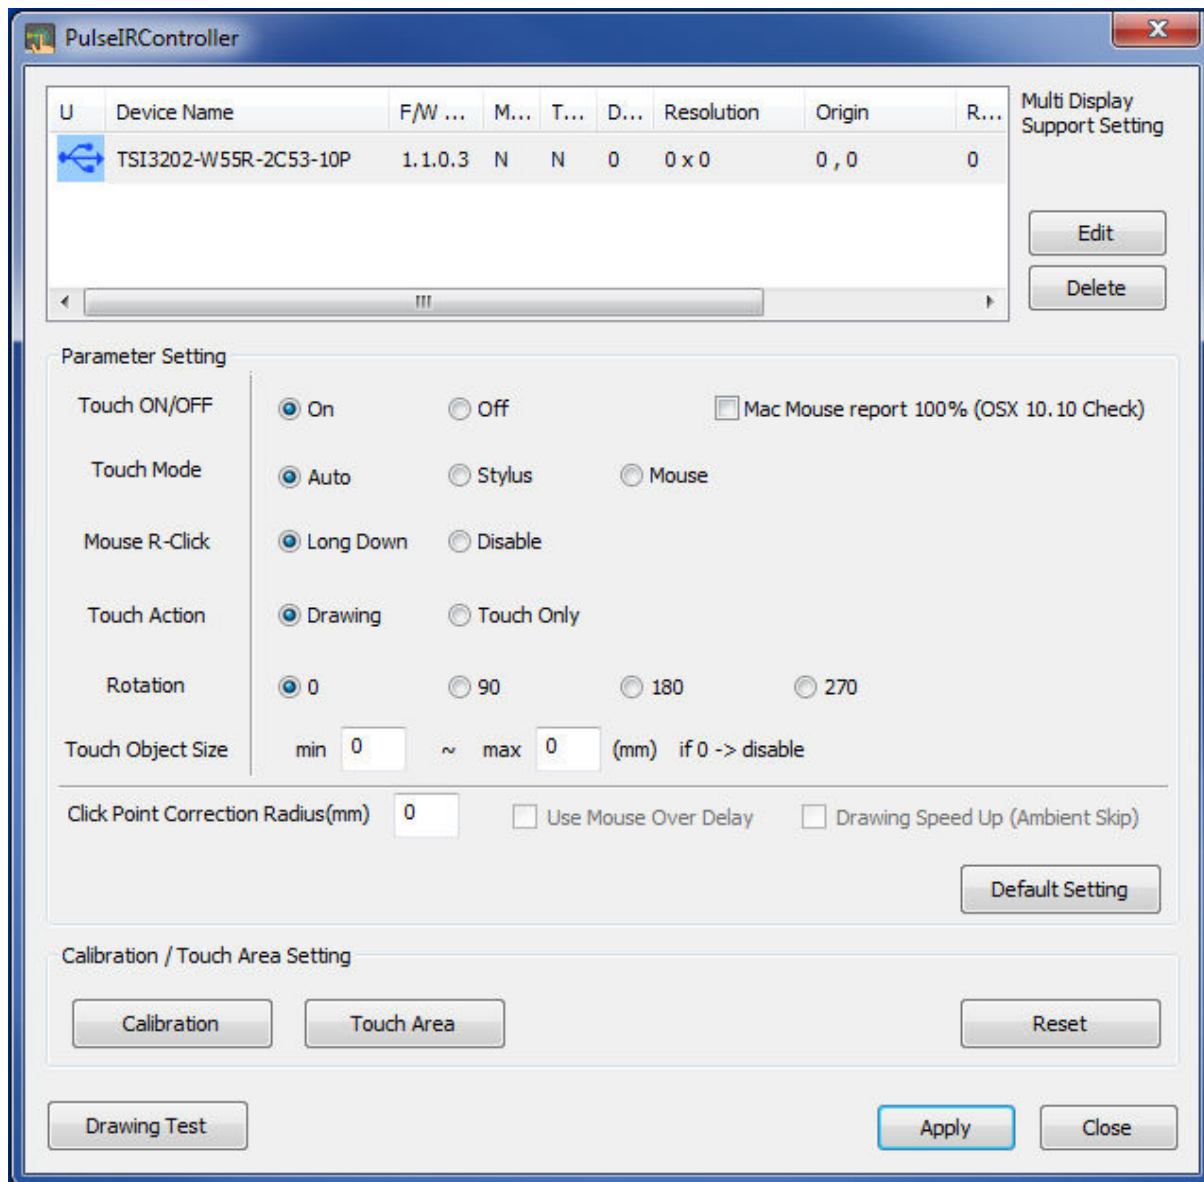 PulseIRController
U Device Name F/W ... M... T... D... Resolution Origin R...
TSI3202-W55R-2C53-10P 1.1.0.3 N N 0 0 x 0 0 , 0 0
Multi Display
Support Setting
Edit
Delete
Parameter Setting
Touch ON/OFF On Off Mac Mouse report 100% (OSX 10.10 Check)
Touch Mode Auto Stylus Mouse
Mouse R-Click Long Down Disable
Touch Action Drawing Touch Only
Rotation 0 90 180 270
Touch Object Size min 0 ~ max 0 (mm) if 0 -> disable
Click Point Correction Radius(mm) 0 Use Mouse Over Delay Drawing Speed Up (Ambient Skip)
Default Setting
Calibration / Touch Area Setting
Calibration Touch Area Reset
Drawing Test Apply Close